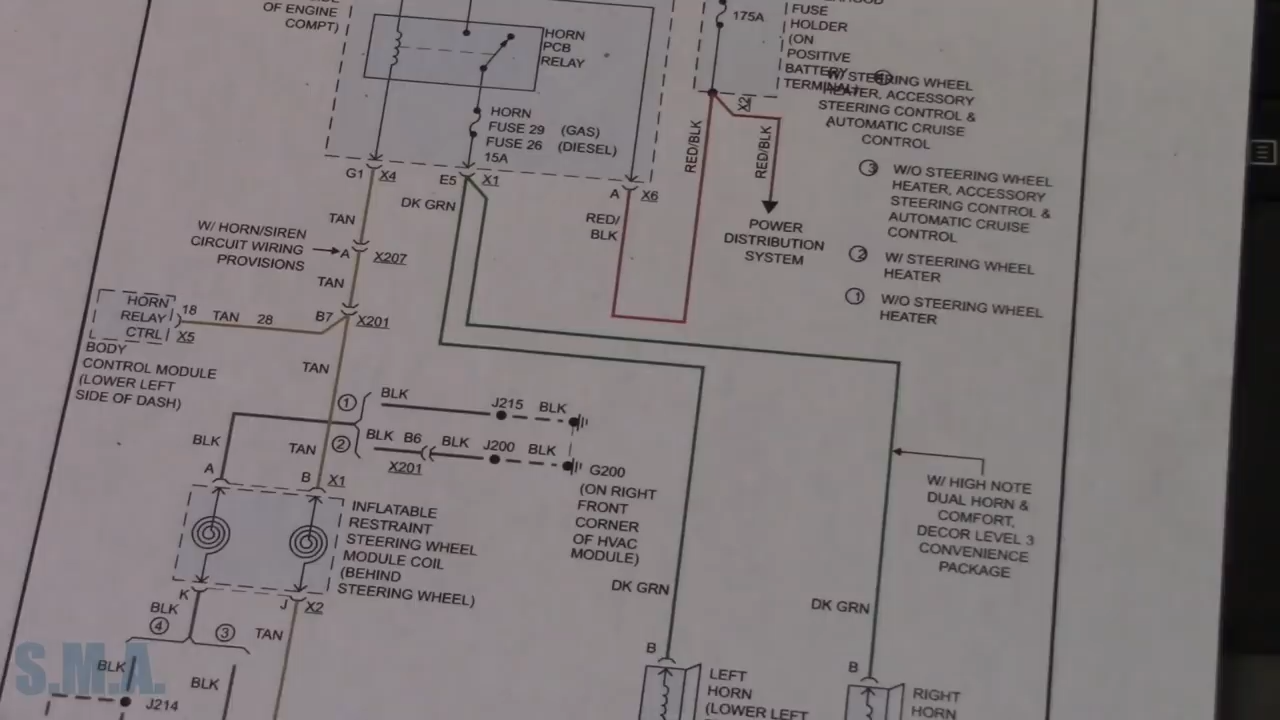 OF ENGINE
COMPT)
HORN
PCB
RELAY
HORN
FUSE 29 (GAS)
FUSE 26 (DIESEL)
15A
175A
FUSE
HOLDER
(ON
POSITIVE
BATTERY
TERMINAL)
W/ STEERING WHEEL
HEATER, ACCESSORY
STEERING CONTROL &
AUTOMATIC CRUISE
CONTROL
3 W/O STEERING WHEEL
HEATER, ACCESSORY
STEERING CONTROL &
AUTOMATIC CRUISE
CONTROL
2 W/ STEERING WHEEL
HEATER
1 W/O STEERING WHEEL
HEATER
X2
RED/BLK
RED/BLK
POWER
DISTRIBUTION
SYSTEM
G1 X4
E5 X1
A X6
DK GRN
RED/
BLK
TAN
W/ HORN/SIREN
CIRCUIT WIRING
PROVISIONS
A X207
TAN
HORN
RELAY
CTRL
18 TAN 28
B7 X201
X5
BODY
CONTROL MODULE
(LOWER LEFT
SIDE OF DASH)
TAN
1 BLK J215 BLK
BLK TAN 2 BLK B6 BLK J200 BLK
X201
G200
(ON RIGHT
FRONT
CORNER
OF HVAC
MODULE)
A B X1
INFLATABLE
RESTRAINT
STEERING WHEEL
MODULE COIL
(BEHIND
STEERING WHEEL)
K J X2
BLK
4 3 TAN
BLK
BLK
J214
S.M.A.
W/ HIGH NOTE
DUAL HORN &
COMFORT,
DECOR LEVEL 3
CONVENIENCE
PACKAGE
DK GRN
DK GRN
B
B
LEFT
HORN
(LOWER LEFT
RIGHT
HORN